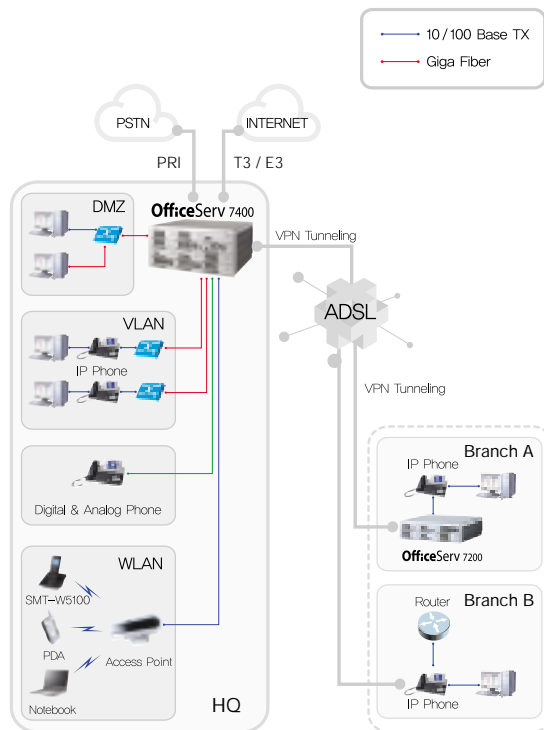 10/100 Base TX
Giga Fiber
PSTN
INTERNET
PRI
T3 / E3
DMZ
OfficeServ 7400
VPN Tunneling
ADSL
VLAN
IP Phone
VPN Tunneling
Digital & Analog Phone
Branch A
IP Phone
OfficeServ 7200
WLAN
SMT-W5100
PDA
Access Point
Notebook
HQ
Branch B
Router
IP Phone